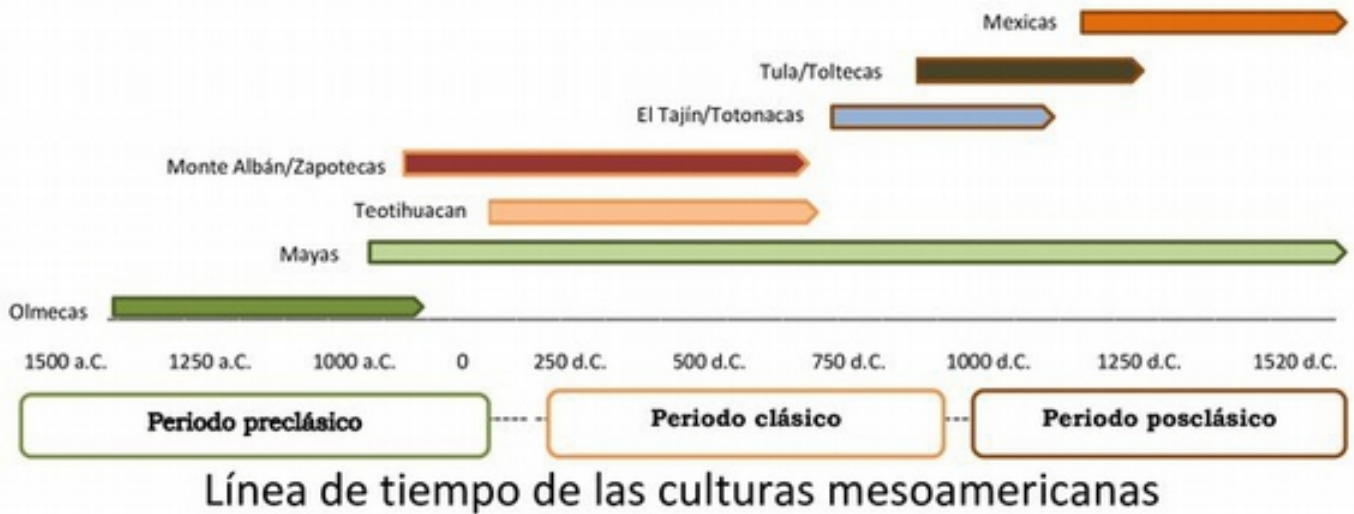 Mexicas
Tula/Toltecas
El Tajín/Totonacas
Monte Albán/Zapotecas
Teotihuacan
Mayas
Olmecas
1500 a.C. 1250 a.C. 1000 a.C. 0 250 d.C. 500 d.C. 750 d.C. 1000 d.C. 1250 d.C. 1520 d.C.
Periodo preclásico Periodo clásico Periodo posclásico
Línea de tiempo de las culturas mesoamericanas